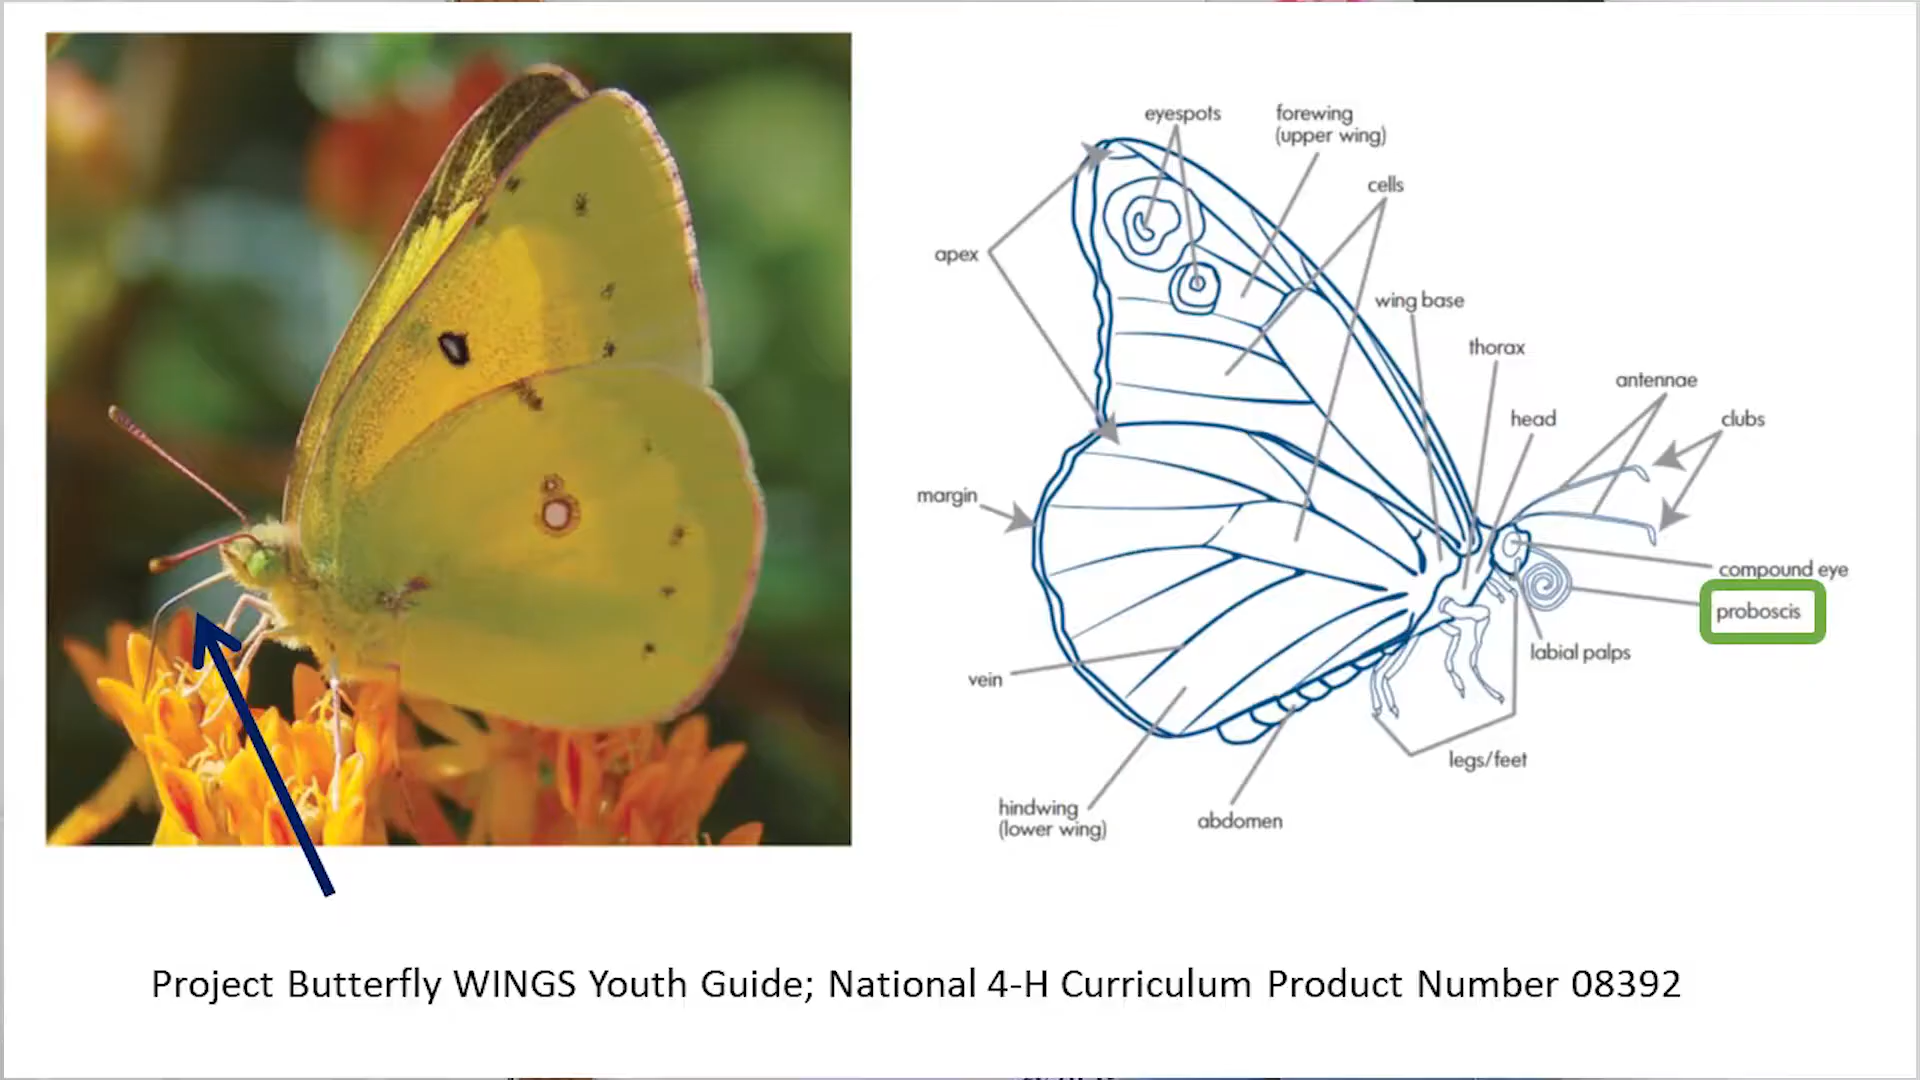 eyespots
forewing
(upper wing)
cells
apex
wing base
thorax
antennae
head
clubs
margin
compound eye
proboscis
labial palps
vein
legs/feet
hindwing
(lower wing)
abdomen
Project Butterfly WINGS Youth Guide; National 4-H Curriculum Product Number 08392